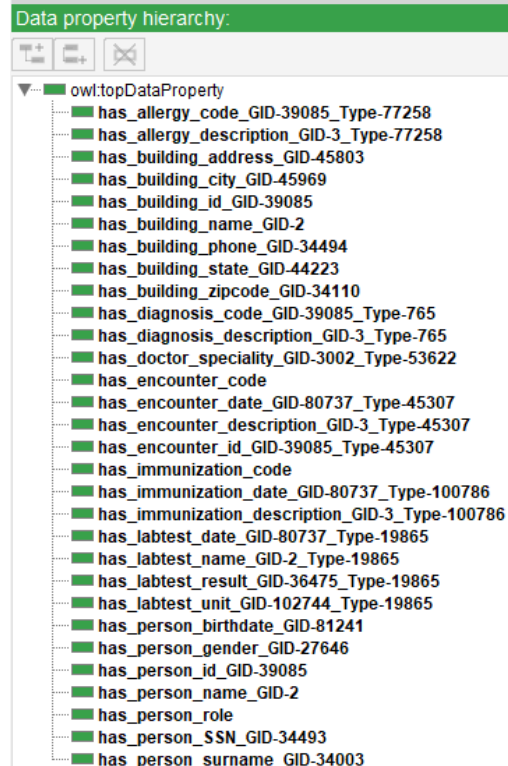 Data property hierarchy:
owl:topDataProperty
has_allergy_code_GID-39085_Type-77258
has_allergy_description_GID-3_Type-77258
has_building_address_GID-45803
has_building_city_GID-45969
has_building_id_GID-39085
has_building_name_GID-2
has_building_phone_GID-34494
has_building_state_GID-44223
has_building_zipcode_GID-34110
has_diagnosis_code_GID-39085_Type-765
has_diagnosis_description_GID-3_Type-765
has_doctor_speciality_GID-3002_Type-53622
has_encounter_code
has_encounter_date_GID-80737_Type-45307
has_encounter_description_GID-3_Type-45307
has_encounter_id_GID-39085_Type-45307
has_immunization_code
has_immunization_date_GID-80737_Type-100786
has_immunization_description_GID-3_Type-100786
has_labtest_date_GID-80737_Type-19865
has_labtest_name_GID-2_Type-19865
has_labtest_result_GID-36475_Type-19865
has_labtest_unit_GID-102744_Type-19865
has_person_birthdate_GID-81241
has_person_gender_GID-27646
has_person_id_GID-39085
has_person_name_GID-2
has_person_role
has_person_SSN_GID-34493
has_person_surname_GID-34003